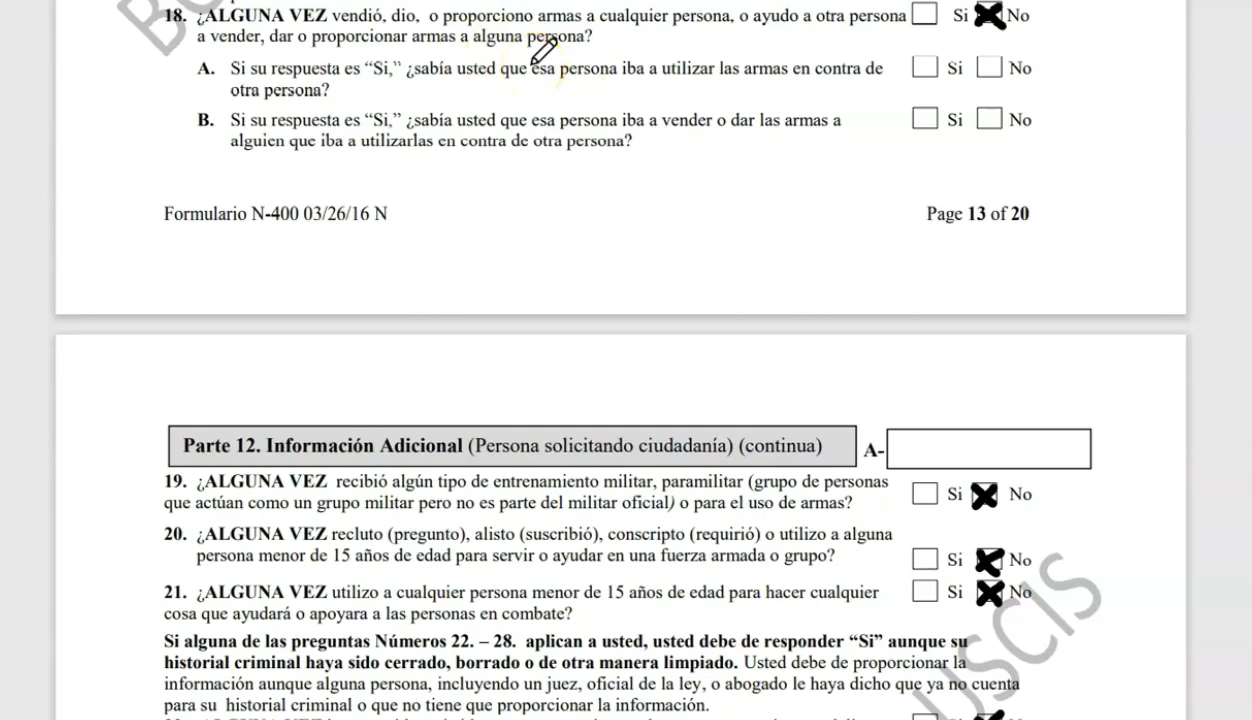 18. ¿ALGUNA VEZ vendió, dio, o proporciono armas a cualquier persona, o ayudo a otra persona Si No
a vender, dar o proporcionar armas a alguna persona?
A. Si su respuesta es “Si,” ¿sabía usted que esa persona iba a utilizar las armas en contra de Si No
otra persona?
B. Si su respuesta es “Si,” ¿sabía usted que esa persona iba a vender o dar las armas a Si No
alguien que iba a utilizarlas en contra de otra persona?
Formulario N-400 03/26/16 N Page 13 of 20
Parte 12. Información Adicional (Persona solicitando ciudadanía) (continua) A-
19. ¿ALGUNA VEZ recibió algún tipo de entrenamiento militar, paramilitar (grupo de personas
que actúan como un grupo militar pero no es parte del militar oficial) o para el uso de armas? Si No
20. ¿ALGUNA VEZ recluto (pregunto), alisto (suscribió), conscripto (requirió) o utilizo a alguna
persona menor de 15 años de edad para servir o ayudar en una fuerza armada o grupo? Si No
21. ¿ALGUNA VEZ utilizo a cualquier persona menor de 15 años de edad para hacer cualquier Si No
cosa que ayudará o apoyara a las personas en combate?
Si alguna de las preguntas Números 22. – 28. aplican a usted, usted debe de responder “Si” aunque su
historial criminal haya sido cerrado, borrado o de otra manera limpiado. Usted debe de proporcionar la
información aunque alguna persona, incluyendo un juez, oficial de la ley, o abogado le haya dicho que ya no cuenta
para su historial criminal o que no tiene que proporcionar la información.
USCIS